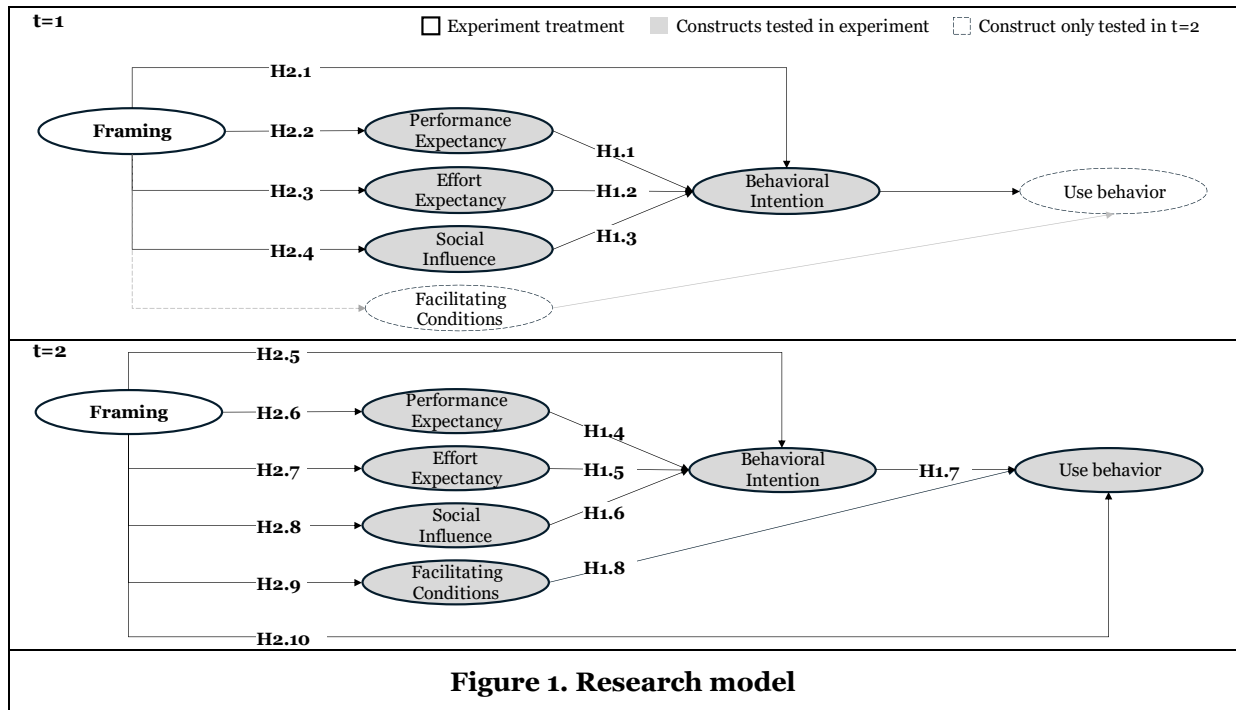 t=1
Experiment treatment
Constructs tested in experiment
Construct only tested in t=2
H2.1
Framing
H2.2
Performance
Expectancy
H1.1
H2.3
Effort
Expectancy
H1.2
Behavioral
Intention
Use behavior
H2.4
Social
Influence
H1.3
Facilitating
Conditions
t=2
H2.5
Framing
H2.6
Performance
Expectancy
H1.4
H2.7
Effort
Expectancy
H1.5
Behavioral
Intention
H1.7
Use behavior
H2.8
Social
Influence
H1.6
H2.9
Facilitating
Conditions
H1.8
H2.10
Figure 1. Research model